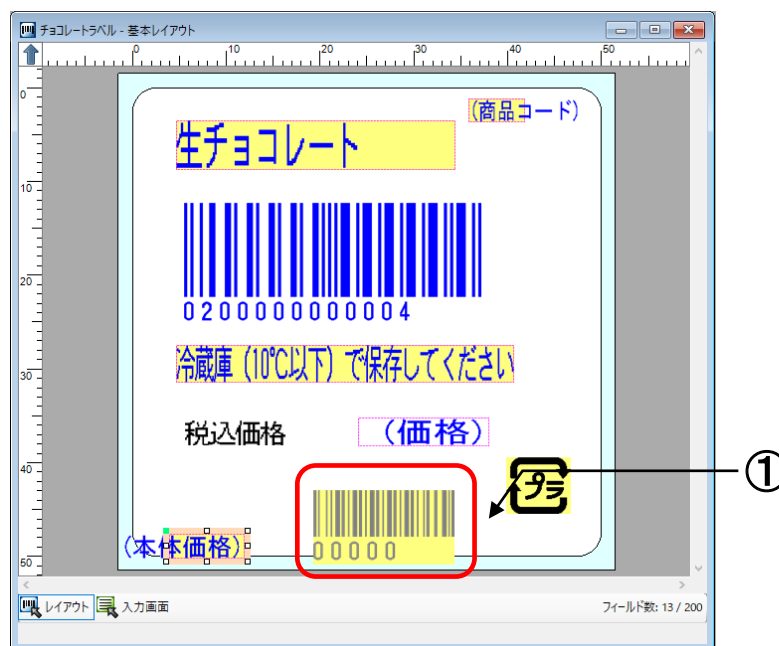 チョコレートラベル - 基本レイアウト
0 10 20 30 40 50
0
(商品コード)
生チョコレート
10
20
0200000000004
冷蔵庫（10℃以下）で保存してください
30
税込価格 （価格）
40
プラ
①
(本体価格)
00000
50
レイアウト 入力画面 フィールド数: 13 / 200